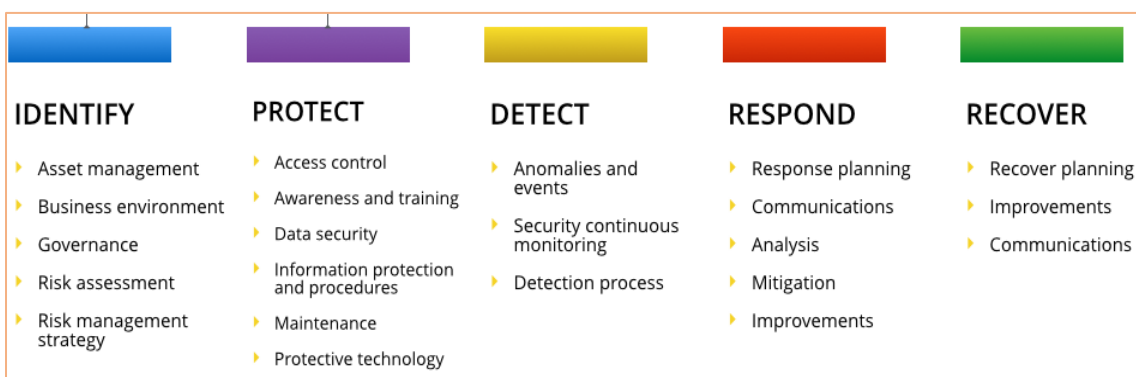 IDENTIFY
Asset management
Business environment
Governance
Risk assessment
Risk management
strategy
PROTECT
Access control
Awareness and training
Data security
Information protection
and procedures
Maintenance
Protective technology
DETECT
Anomalies and
events
Security continuous
monitoring
Detection process
RESPOND
Response planning
Communications
Analysis
Mitigation
Improvements
RECOVER
Recover planning
Improvements
Communications